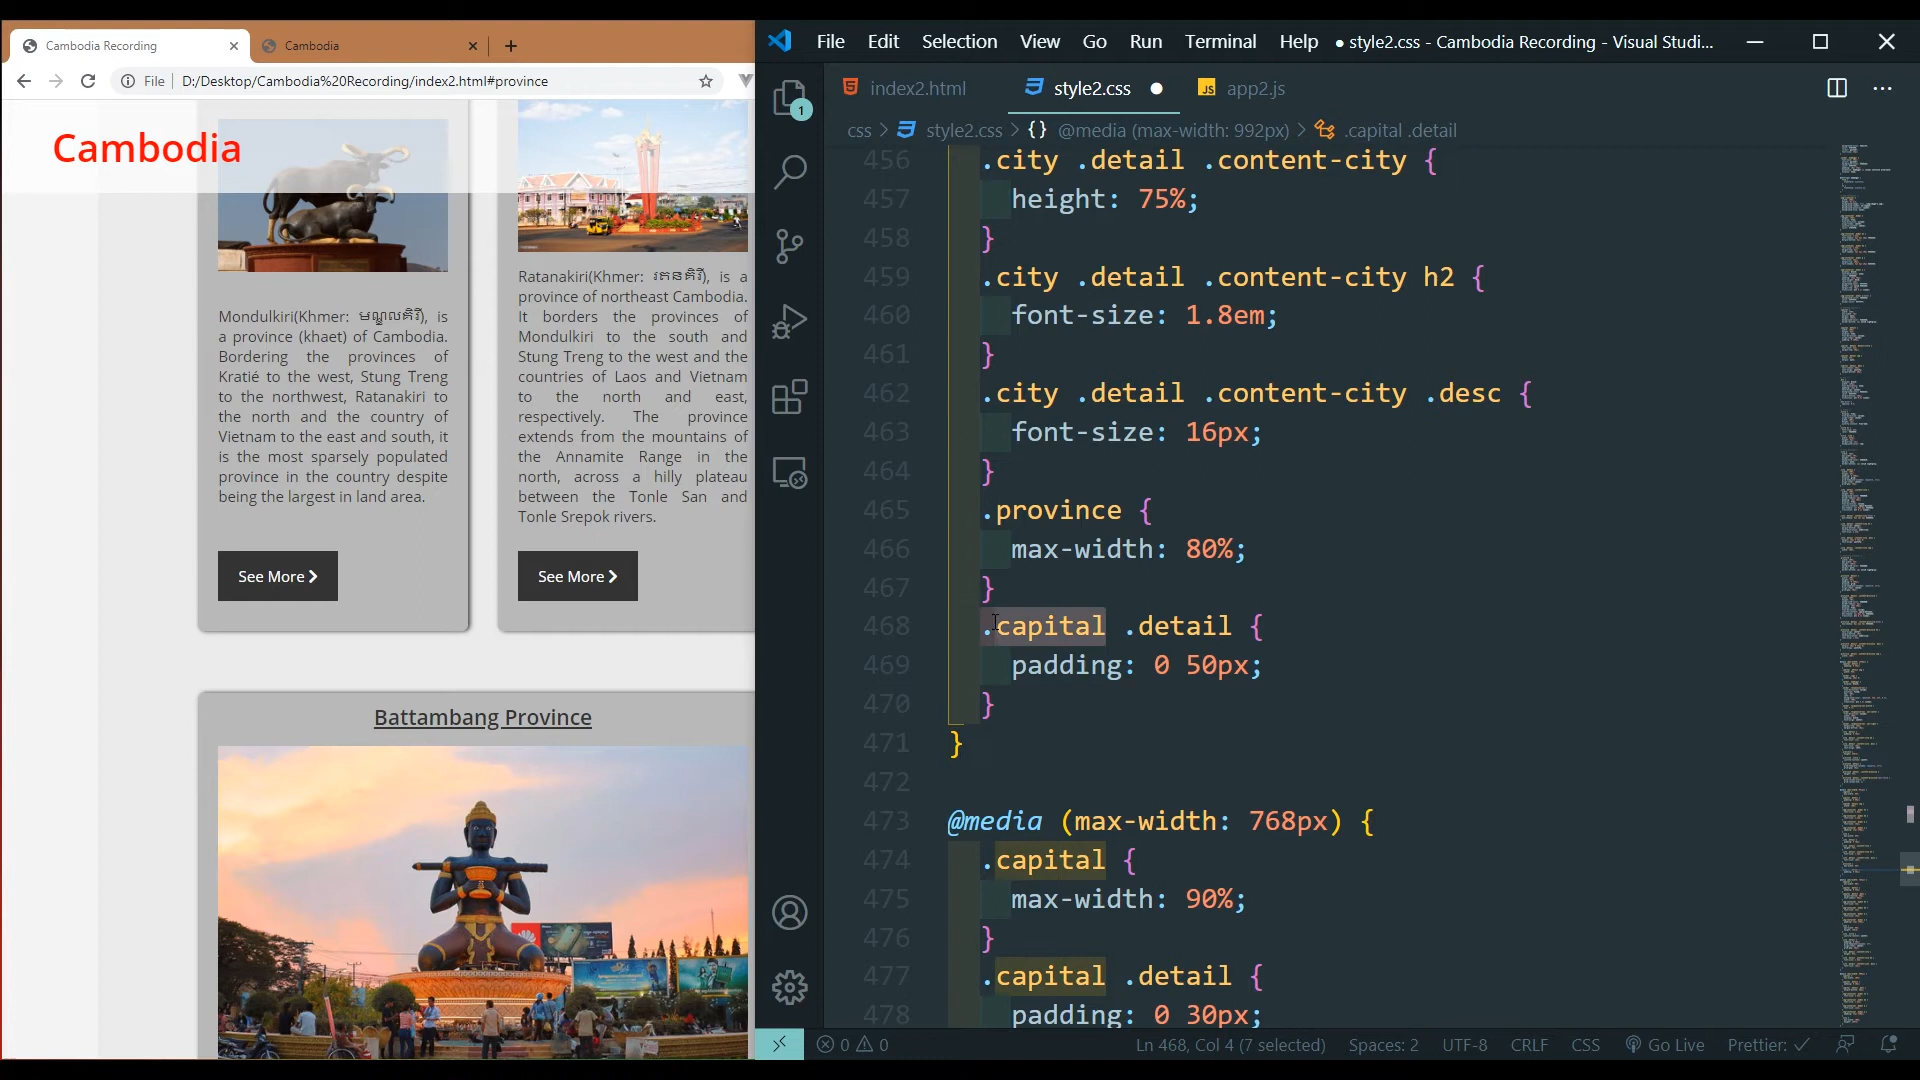 Cambodia Recording
Cambodia
File D:/Desktop/Cambodia%20Recording/index2.html#province
Cambodia
Mondulkiri(Khmer: មណ្ឌលគិរី), is
a province (khaet) of Cambodia.
Bordering the provinces of
Kratié to the west, Stung Treng
to the northwest, Ratanakiri to
the north and the country of
Vietnam to the east and south, it
is the most sparsely populated
province in the country despite
being the largest in land area.
See More
Ratanakiri(Khmer: រតនគិរី), is a
province of northeast Cambodia.
It borders the provinces of
Mondulkiri to the south and
Stung Treng to the west and the
countries of Laos and Vietnam
to the north and east,
respectively. The province
extends from the mountains of
the Annamite Range in the
north, across a hilly plateau
between the Tonle San and
Tonle Srepok rivers.
See More
Battambang Province
File Edit Selection View Go Run Terminal Help ● style2.css - Cambodia Recording - Visual Studi...
index2.html style2.css ● JS app2.js
css > style2.css > {} @media (max-width: 992px) > .capital .detail
1
456 .city .detail .content-city {
457 height: 75%;
458 }
459 .city .detail .content-city h2 {
460 font-size: 1.8em;
461 }
462 .city .detail .content-city .desc {
463 font-size: 16px;
464 }
465 .province {
466 max-width: 80%;
467 }
468 .capital .detail {
469 padding: 0 50px;
470 }
471 }
472
473 @media (max-width: 768px) {
474 .capital {
475 max-width: 90%;
476 }
477 .capital .detail {
478 padding: 0 30px;
0 0 Ln 468, Col 4 (7 selected) Spaces: 2 UTF-8 CRLF CSS Go Live Prettier: ✓